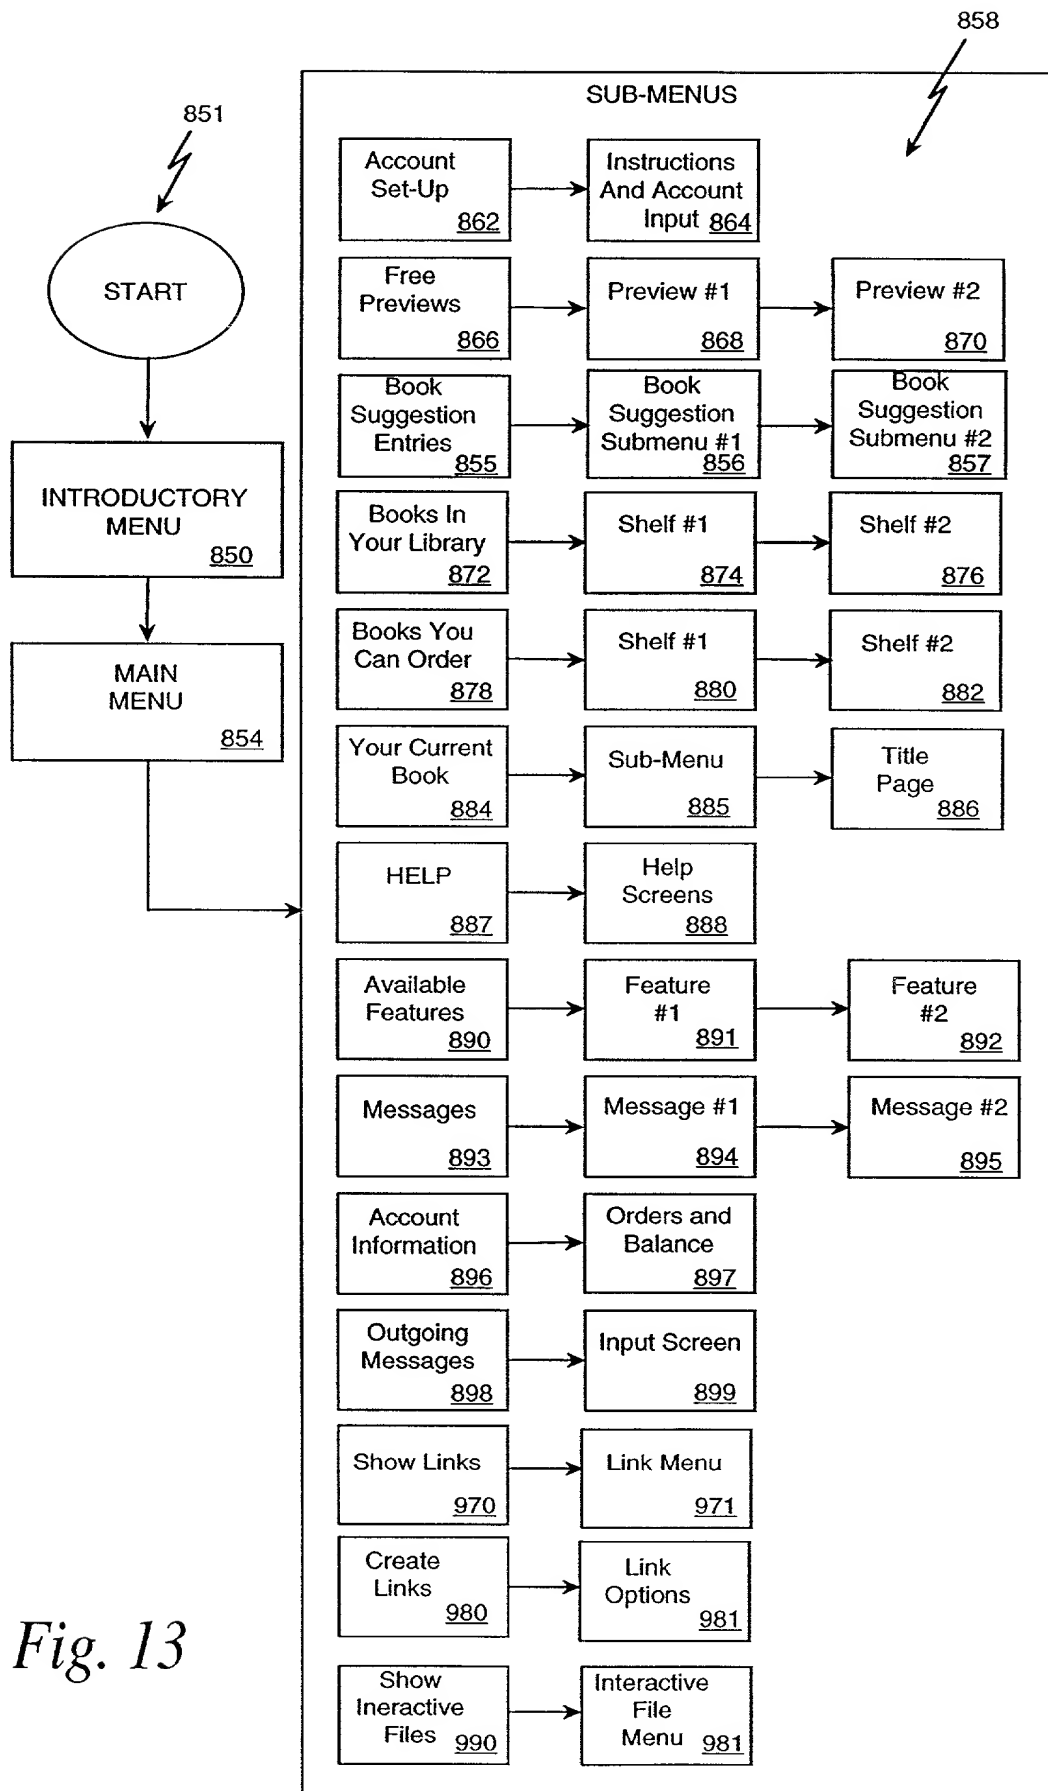 858
SUB-MENUS
851
START
INTRODUCTORY
MENU
850
MAIN
MENU
854
Account
Set-Up
862
Instructions
And Account
Input
864
Free
Previews
866
Preview #1
868
Preview #2
870
Book
Suggestion
Entries
855
Book
Suggestion
Submenu #1
856
Book
Suggestion
Submenu #2
857
Books In
Your Library
872
Shelf #1
874
Shelf #2
876
Books You
Can Order
878
Shelf #1
880
Shelf #2
882
Your Current
Book
884
Sub-Menu
885
Title
Page
886
HELP
887
Help
Screens
888
Available
Features
890
Feature
#1
891
Feature
#2
892
Messages
893
Message #1
894
Message #2
895
Account
Information
896
Orders and
Balance
897
Outgoing
Messages
898
Input Screen
899
Show Links
970
Link Menu
971
Create
Links
980
Link
Options
981
Show
Ineractive
Files
990
Interactive
File
Menu
981
Fig. 13